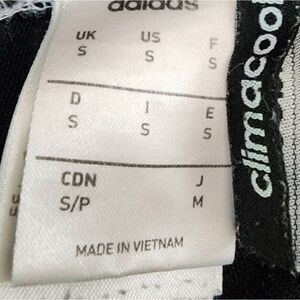 adidas
UK US F
S S S
D I E
S S S
CDN J
S/P M
MADE IN VIETNAM
climacool